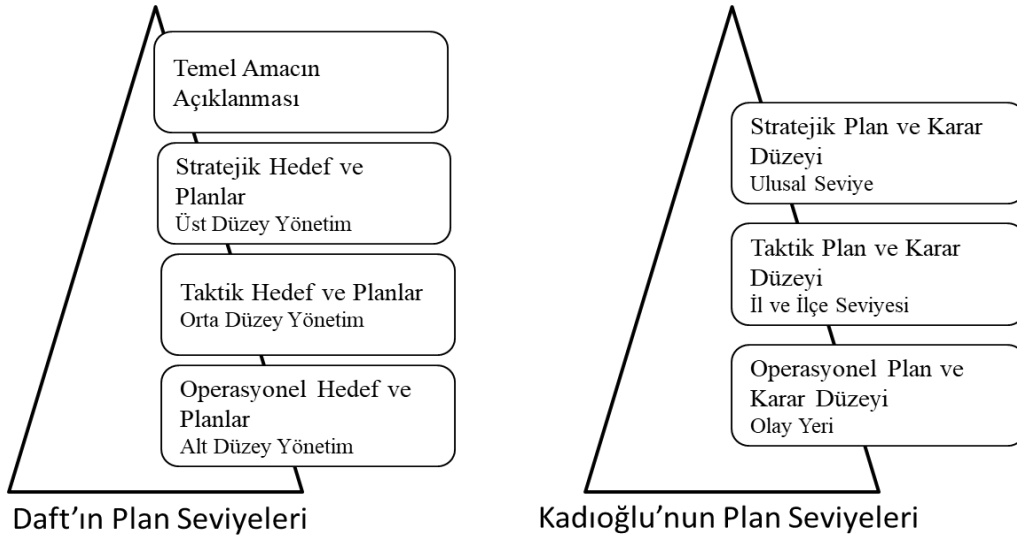 Temel Amacın
Açıklanması
Stratejik Hedef ve
Planlar
Üst Düzey Yönetim
Taktik Hedef ve Planlar
Orta Düzey Yönetim
Operasyonel Hedef ve
Planlar
Alt Düzey Yönetim
Daft’ın Plan Seviyeleri
Stratejik Plan ve Karar
Düzeyi
Ulusal Seviye
Taktik Plan ve Karar
Düzeyi
İl ve İlçe Seviyesi
Operasyonel Plan ve
Karar Düzeyi
Olay Yeri
Kadıoğlu’nun Plan Seviyeleri